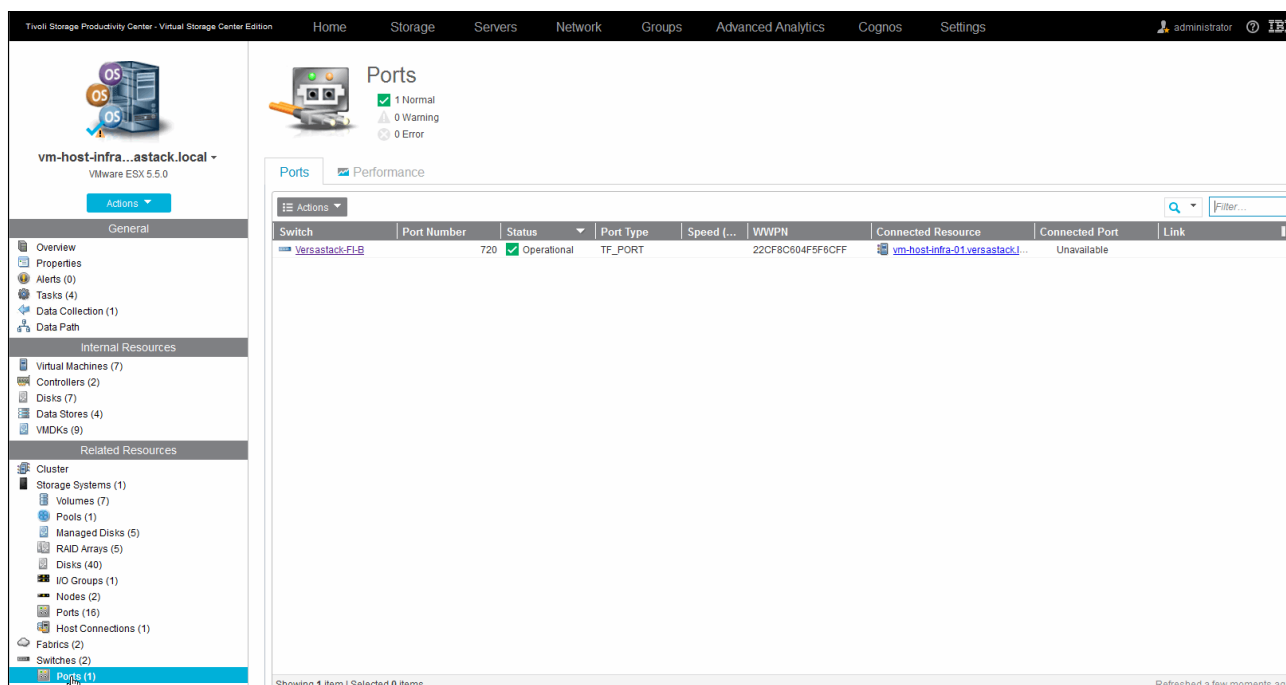 Tivoli Storage Productivity Center - Virtual Storage Center Edition Home Storage Servers Network Groups Advanced Analytics Cognos Settings administrator
OS
OS
OS
vm-host-infra...astack.local
VMware ESX 5.5.0
Actions
General
Overview
Properties
Alerts (0)
Tasks (4)
Data Collection (1)
Data Path
Internal Resources
Virtual Machines (7)
Controllers (2)
Disks (7)
Data Stores (4)
VMDKs (9)
Related Resources
Cluster
Storage Systems (1)
Volumes (7)
Pools (1)
Managed Disks (5)
RAID Arrays (5)
Disks (40)
I/O Groups (1)
Nodes (2)
Ports (16)
Host Connections (1)
Fabrics (2)
Switches (2)
Ports (1)
Ports
1 Normal
0 Warning
0 Error
Ports Performance
Actions Filter...
Switch Port Number Status Port Type Speed (... WWPN Connected Resource Connected Port Link
Versastack-FI-B 720 Operational TF_PORT 22CF8C604F5F6CFF vm-host-infra-01.versastack.l... Unavailable
Showing 1 item | Selected 0 items Refreshed a few moments